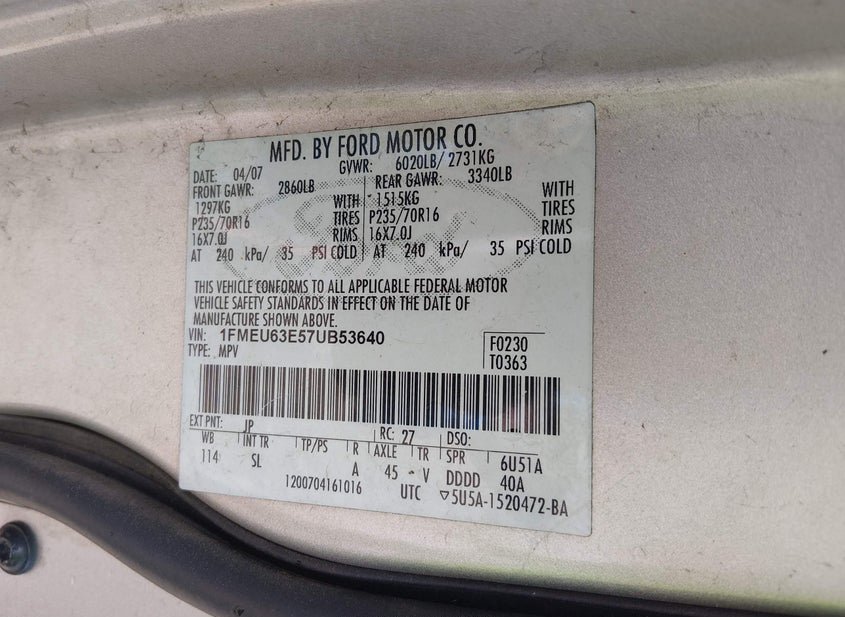 MFD. BY FORD MOTOR CO.
DATE: 04/07 GVWR: 6020LB/ 2731KG
FRONT GAWR: 2860LB REAR GAWR: 3340LB
1297KG WITH 1515KG WITH
P235/70R16 TIRES P235/70R16 TIRES
16X7.0J RIMS 16X7.0J RIMS
AT 240 kPa/ 35 PSI COLD AT 240 kPa/ 35 PSI COLD
THIS VEHICLE CONFORMS TO ALL APPLICABLE FEDERAL MOTOR
VEHICLE SAFETY STANDARDS IN EFFECT ON THE DATE OF
MANUFACTURE SHOWN ABOVE.
VIN: 1FMEU63E57UB53640 F0230
TYPE: MPV T0363
EXT PNT: JP RC: 27 DSO:
WB INT TR TP/PS R AXLE TR SPR 6U51A
114 SL A 45 V DDDD 40A
1200704161016 UTC ▽5U5A-1520472-BA